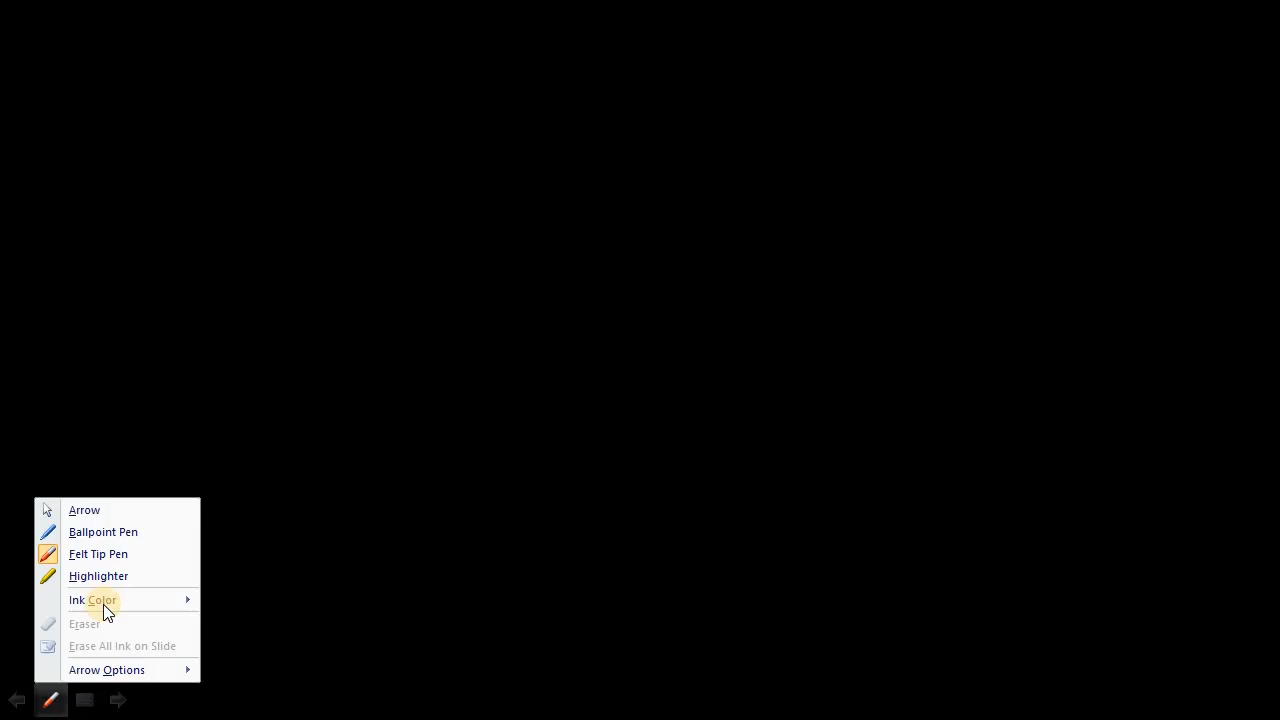 Arrow
Ballpoint Pen
Felt Tip Pen
Highlighter
Ink Color
Eraser
Erase All Ink on Slide
Arrow Options